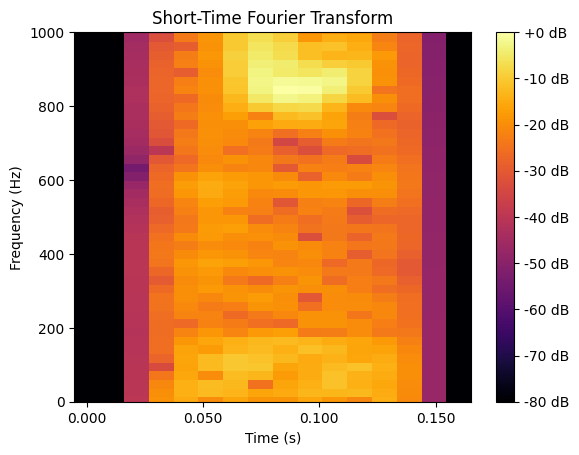 Short-Time Fourier Transform
1000
800
600
400
200
0
Frequency (Hz)
0.000
0.050
0.100
0.150
Time (s)
+0 dB
-10 dB
-20 dB
-30 dB
-40 dB
-50 dB
-60 dB
-70 dB
-80 dB